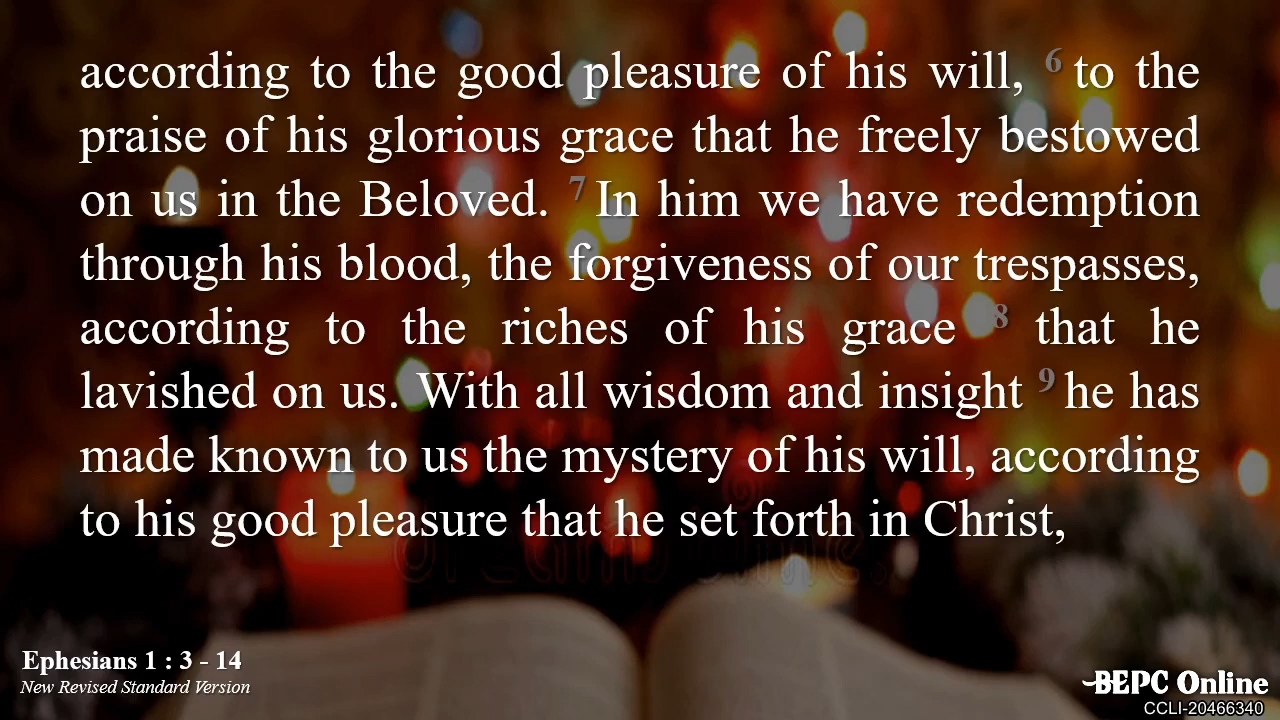 according to the good pleasure of his will, 6 to the
praise of his glorious grace that he freely bestowed
on us in the Beloved. 7 In him we have redemption
through his blood, the forgiveness of our trespasses,
according to the riches of his grace 8 that he
lavished on us. With all wisdom and insight 9 he has
made known to us the mystery of his will, according
to his good pleasure that he set forth in Christ,
dreamstime.
Ephesians 1 : 3 - 14
New Revised Standard Version
BEPC Online
CCLI-20466340